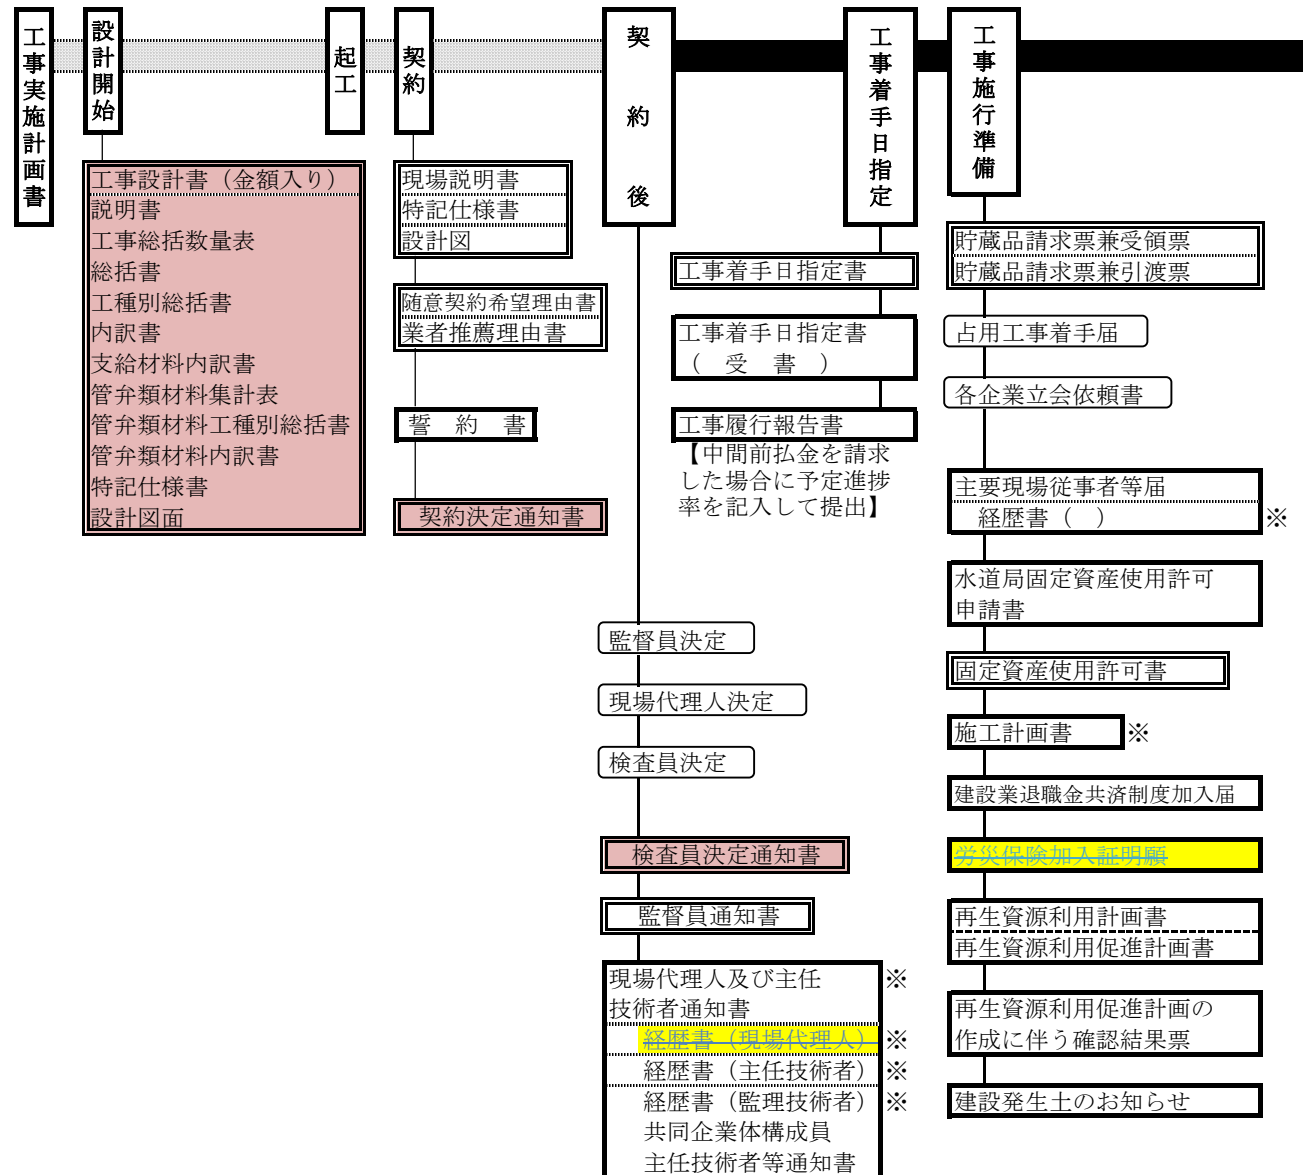 工事実施計画書
設計開始
起工
契約
契約後
工事着手日指定
工事施行準備
工事設計書（金額入り）
説明書
工事総括数量表
総括書
工種別総括書
内訳書
支給材料内訳書
管弁類材料集計表
管弁類材料工種別総括書
管弁類材料内訳書
特記仕様書
設計図面
現場説明書
特記仕様書
設計図
随意契約希望理由書
業者推薦理由書
誓　約　書
契約決定通知書
監督員決定
現場代理人決定
検査員決定
検査員決定通知書
監督員通知書
現場代理人及び主任 ※
技術者通知書
経歴書（現場代理人） ※
経歴書（主任技術者） ※
経歴書（監理技術者） ※
共同企業体構成員
主任技術者等通知書
工事着手日指定書
工事着手日指定書
（　受　書　）
工事履行報告書
【中間前払金を請求
した場合に予定進捗
率を記入して提出】
貯蔵品請求票兼受領票
貯蔵品請求票兼引渡票
占用工事着手届
各企業立会依頼書
主要現場従事者等届
経歴書（　） ※
水道局固定資産使用許可
申請書
固定資産使用許可書
施工計画書 ※
建設業退職金共済制度加入届
労災保険加入証明願
再生資源利用計画書
再生資源利用促進計画書
再生資源利用促進計画の
作成に伴う確認結果票
建設発生土のお知らせ